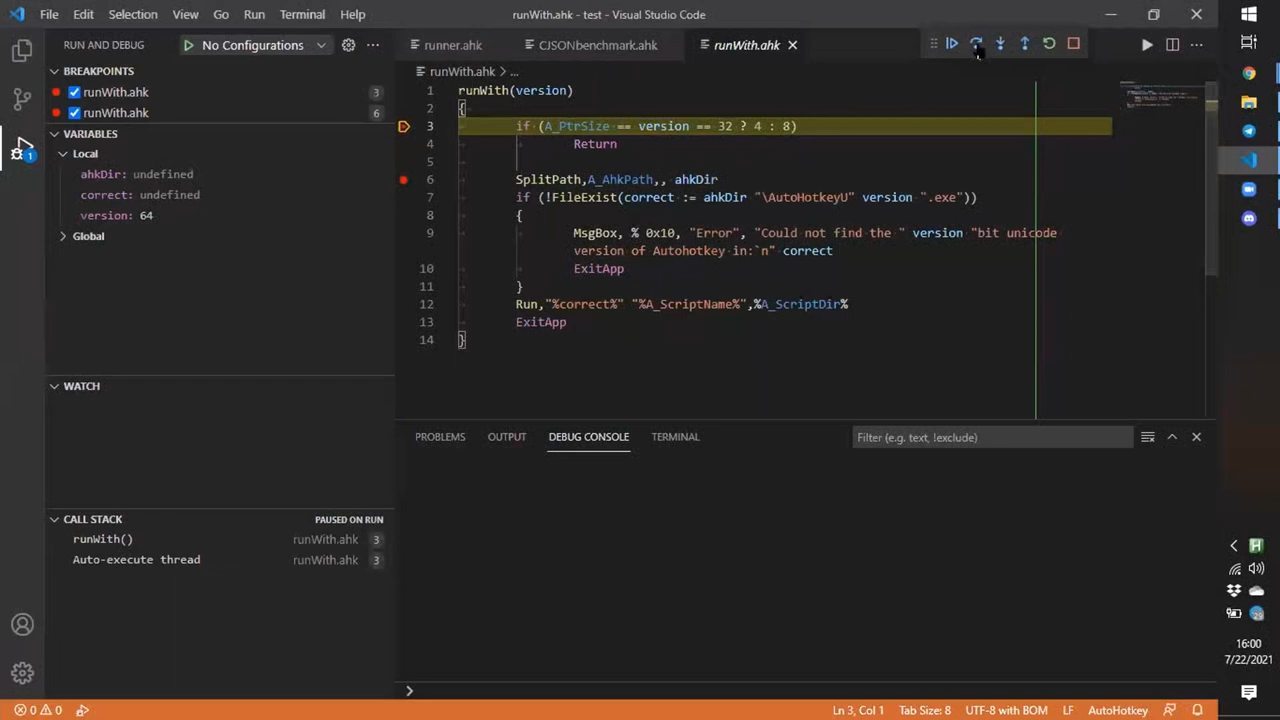 File Edit Selection View Go Run Terminal Help
runWith.ahk - test - Visual Studio Code
RUN AND DEBUG
No Configurations
runner.ahk
CJSONbenchmark.ahk
runWith.ahk
BREAKPOINTS
runWith.ahk 3
runWith.ahk 6
VARIABLES
Local
ahkDir: undefined
correct: undefined
version: 64
Global
WATCH
CALL STACK PAUSED ON RUN
runWith() runWith.ahk 3
Auto-execute thread runWith.ahk 3
1
runWith.ahk > ...
1 runWith(version)
2 {
3 if (A_PtrSize == version == 32 ? 4 : 8)
4 Return
5
6 SplitPath,A_AhkPath,, ahkDir
7 if (!FileExist(correct := ahkDir "\AutoHotkeyU" version ".exe"))
8 {
9 MsgBox, % 0x10, "Error", "Could not find the " version "bit unicode
version of Autohotkey in:`n" correct
10 ExitApp
11 }
12 Run,"%correct%" "%A_ScriptName%",%A_ScriptDir%
13 ExitApp
14 }
PROBLEMS OUTPUT DEBUG CONSOLE TERMINAL
Filter (e.g. text, !exclude)
0 0
Ln 3, Col 1 Tab Size: 8 UTF-8 with BOM LF AutoHotkey
16:00
7/22/2021